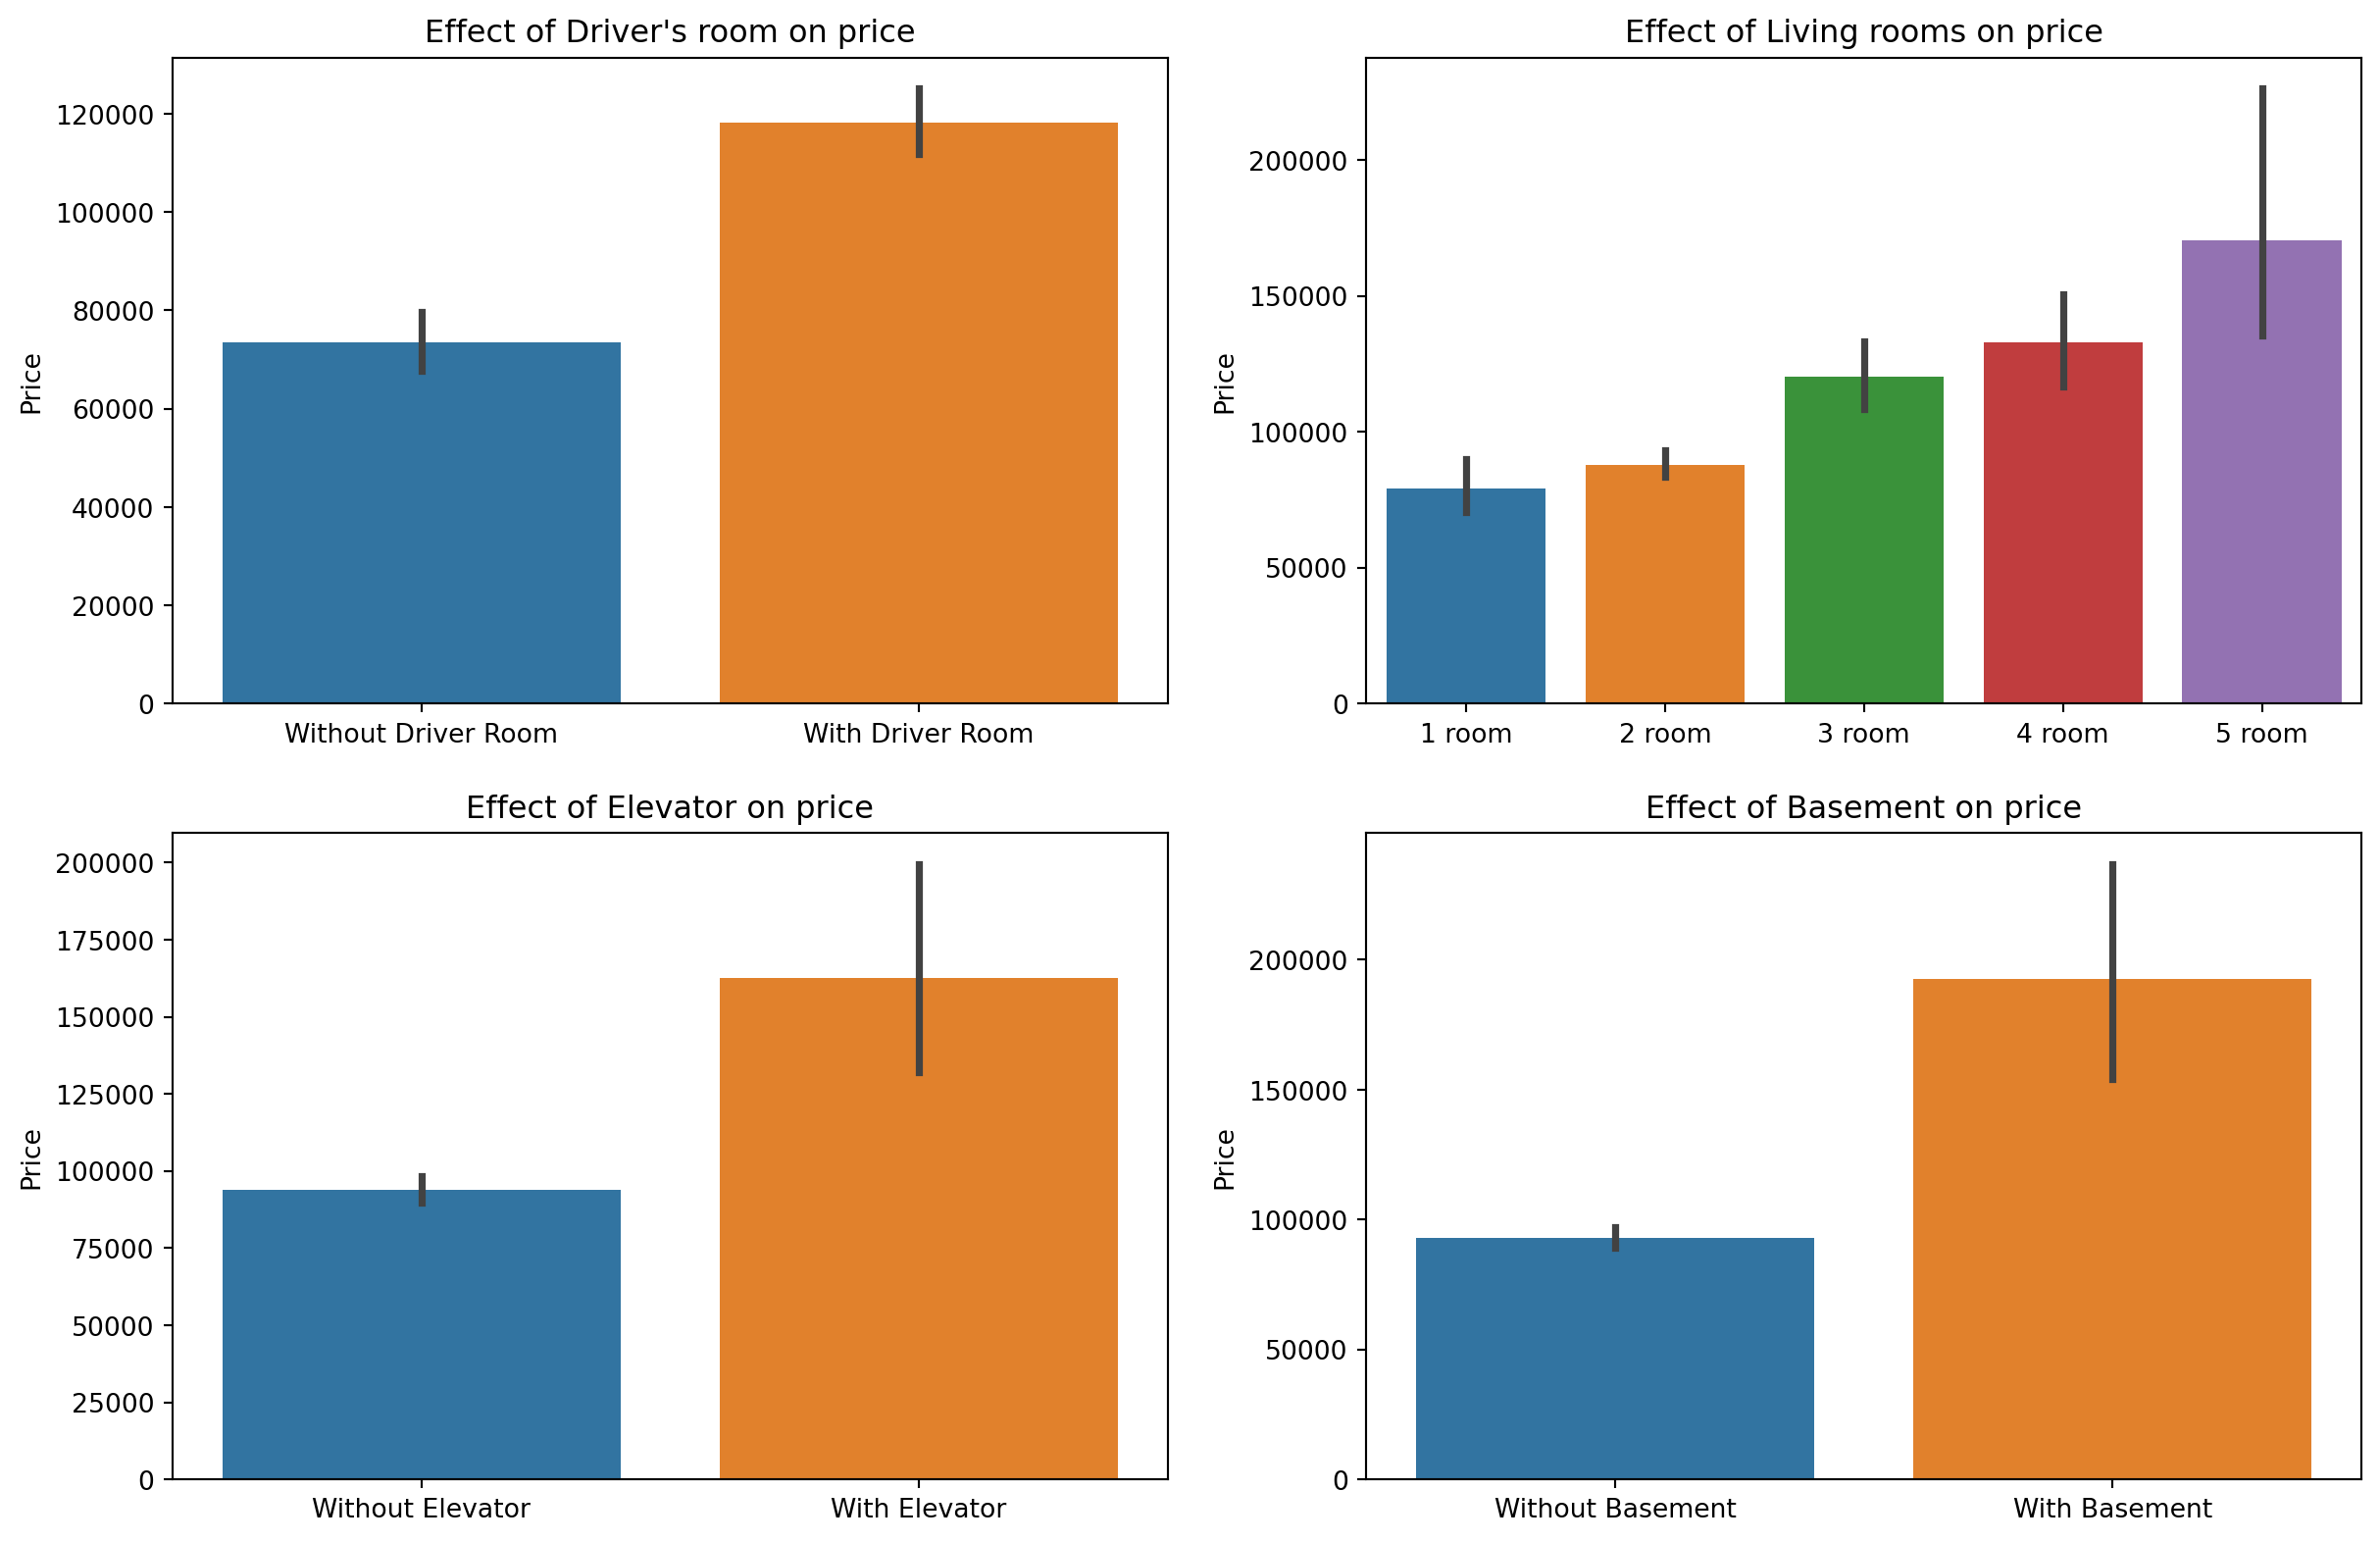 Effect of Driver's room on price
Price
120000
100000
80000
60000
40000
20000
0
Without Driver Room
With Driver Room
Effect of Living rooms on price
Price
200000
150000
100000
50000
0
1 room
2 room
3 room
4 room
5 room
Effect of Elevator on price
Price
200000
175000
150000
125000
100000
75000
50000
25000
0
Without Elevator
With Elevator
Effect of Basement on price
Price
200000
150000
100000
50000
0
Without Basement
With Basement